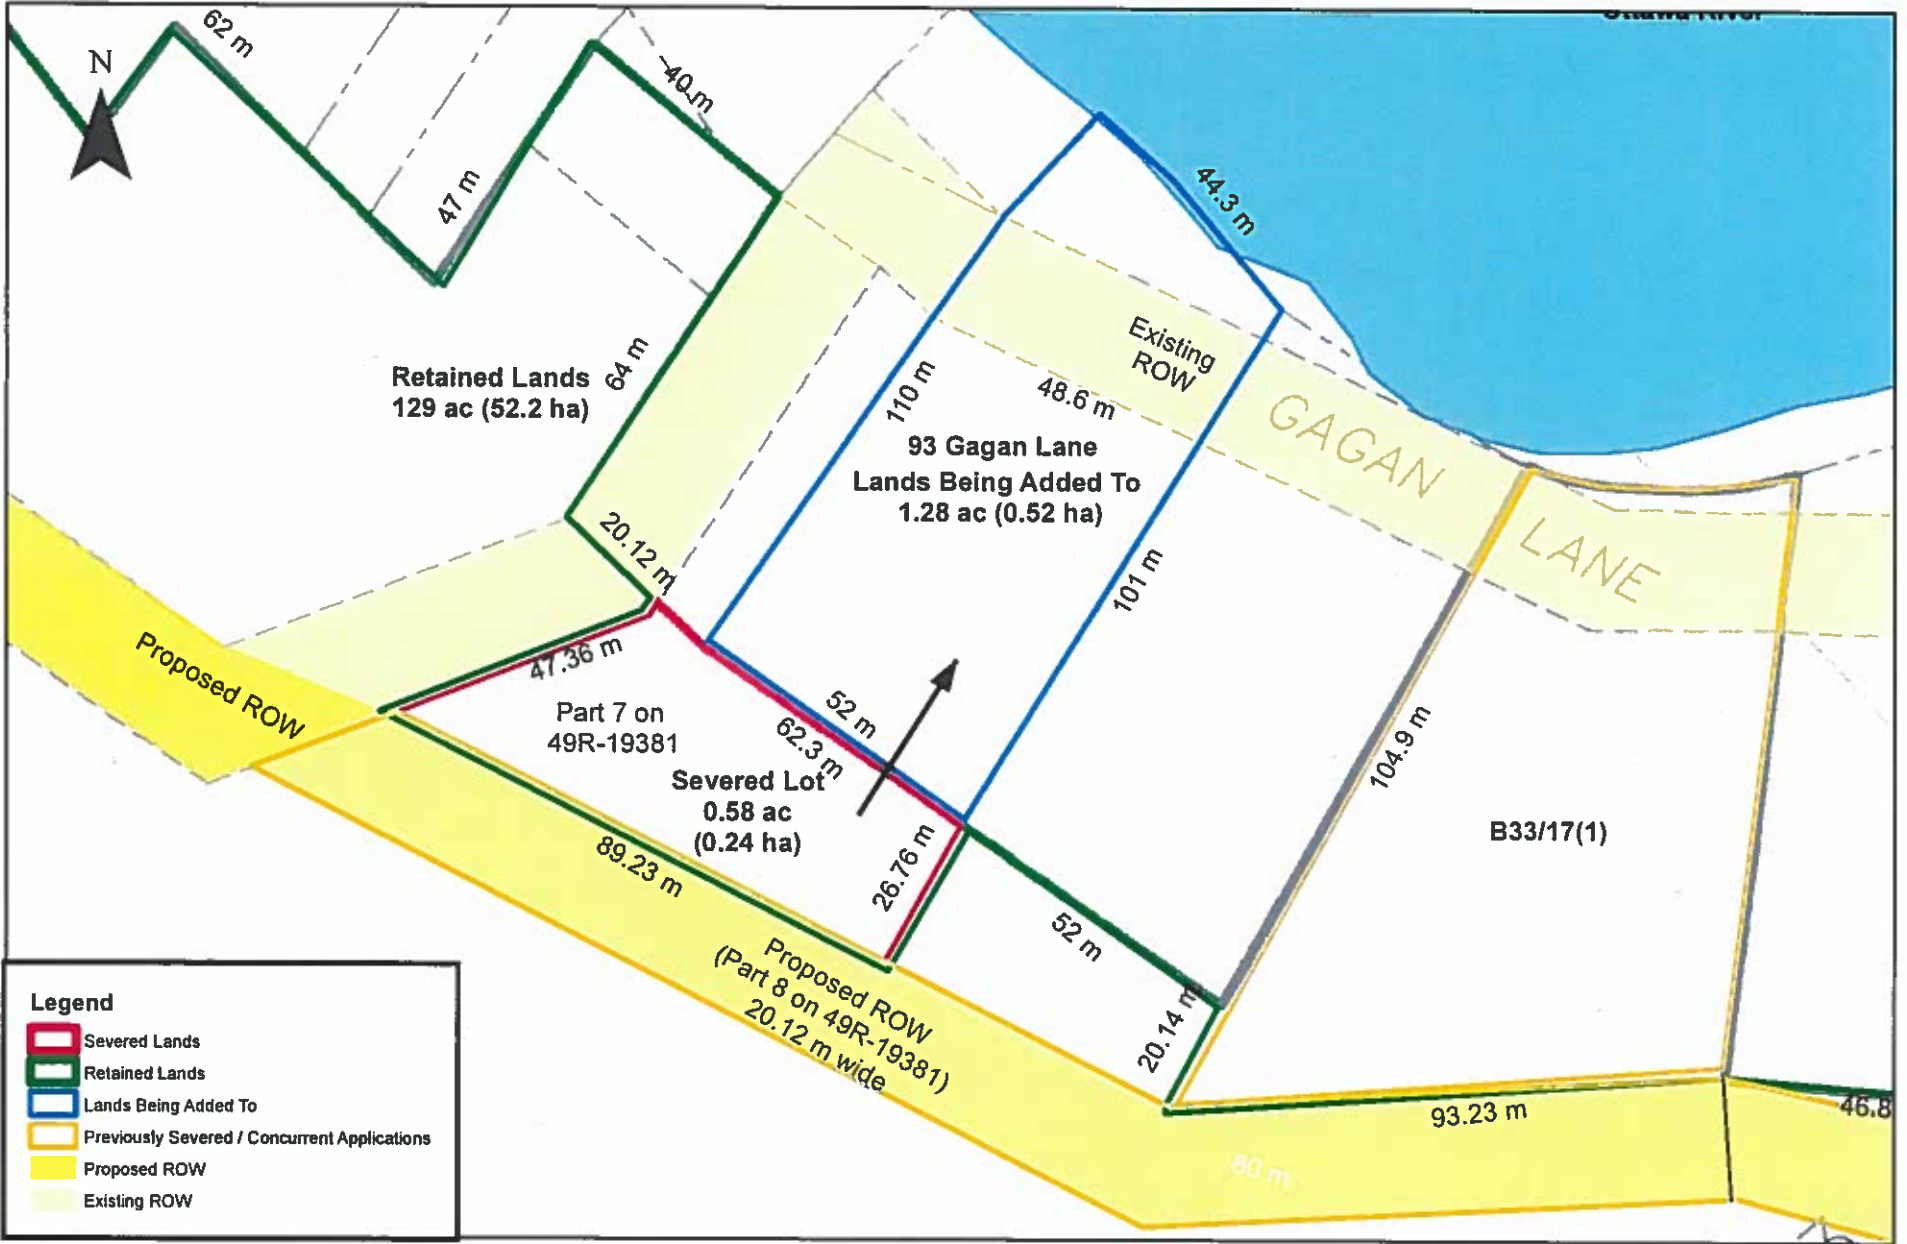 Ottawa River
62 m
N
40 m
47 m
44.3 m
64 m
Retained Lands
129 ac (52.2 ha)
Existing
ROW
48.6 m
110 m
GAGAN
LANE
93 Gagan Lane
Lands Being Added To
1.28 ac (0.52 ha)
20.12 m
101 m
47.36 m
Proposed ROW
Part 7 on
49R-19381
52 m
62.3 m
Severed Lot
0.58 ac
(0.24 ha)
104.9 m
B33/17(1)
89.23 m
26.76 m
52 m
Proposed ROW
(Part 8 on 49R-19381)
20.12 m wide
20.14 m
93.23 m
46.8
80 m
Legend
Severed Lands
Retained Lands
Lands Being Added To
Previously Severed / Concurrent Applications
Proposed ROW
Existing ROW